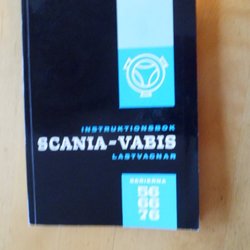 INSTRUKTIONSBOK
SCANIA-VABIS
LASTVAGNAR
SERIERNA
56
66
76